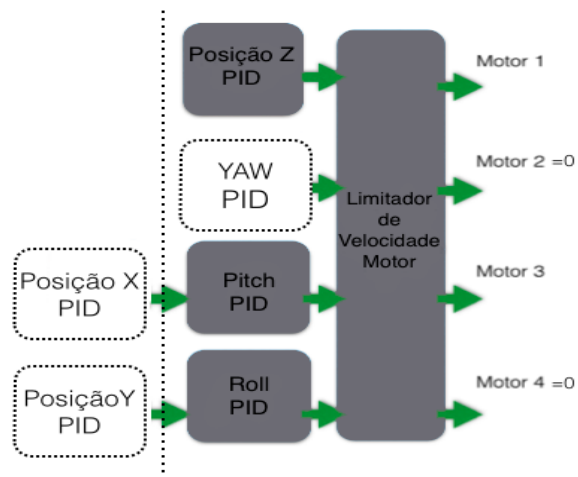 Posição Z
PID
Motor 1
YAW
PID
Motor 2 =0
Limitador
de
Velocidade
Motor
Posição X
PID
Pitch
PID
Motor 3
PosiçãoY
PID
Roll
PID
Motor 4 =0